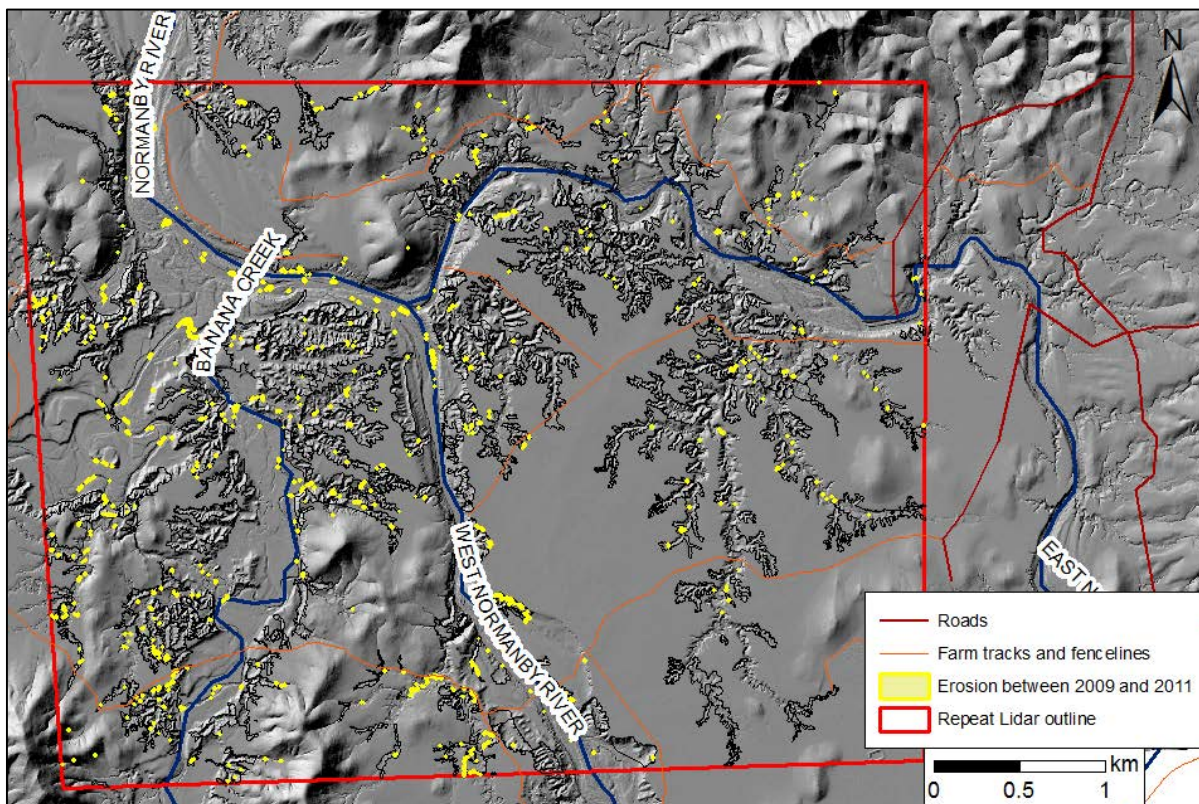 NORMANBY RIVER
N
BANANA CREEK
WEST NORMANBY RIVER
EAST N
Roads
Farm tracks and fencelines
Erosion between 2009 and 2011
Repeat Lidar outline
km
0 0.5 1